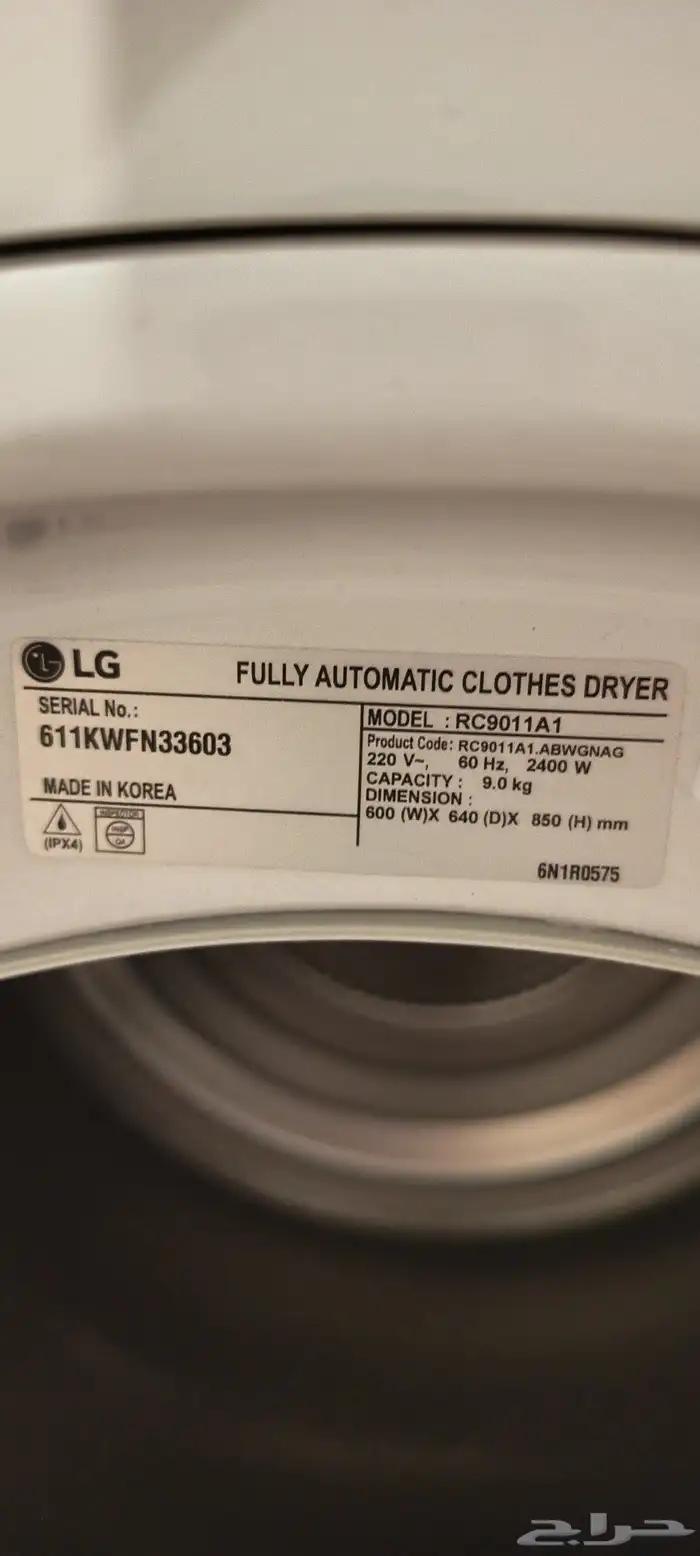 LG
FULLY AUTOMATIC CLOTHES DRYER
SERIAL No.:
611KWFN33603
MADE IN KOREA
(IPX4)
INSPECTOR
MODEL : RC9011A1
Product Code: RC9011A1.ABWGNAG
220 V~, 60 Hz, 2400 W
CAPACITY : 9.0 kg
DIMENSION :
600 (W)X 640 (D)X 850 (H) mm
6N1R0575
حراج